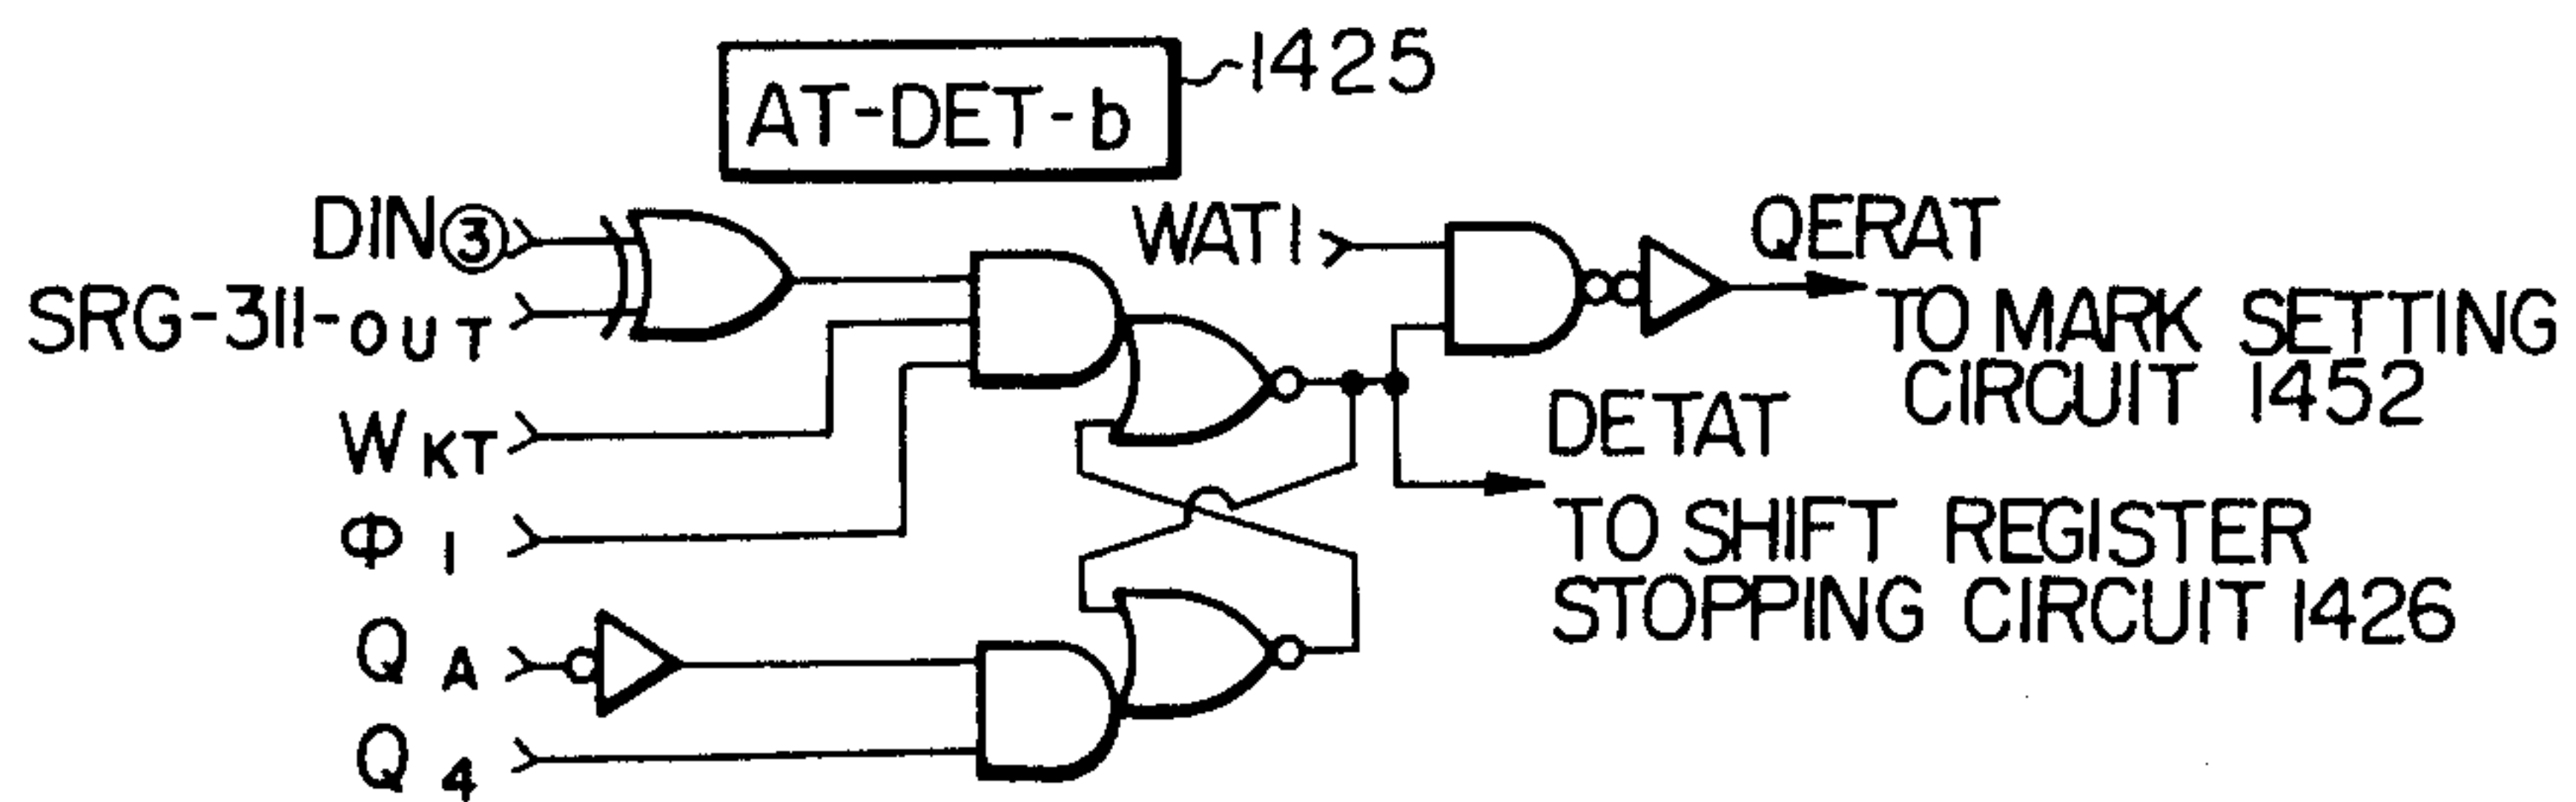 AT-DET-b
1425
DIN③
SRG-311-OUT
WKT
Φ1
QA
Q4
WAT1
QERAT
TO MARK SETTING
CIRCUIT 1452
DETAT
TO SHIFT REGISTER
STOPPING CIRCUIT 1426